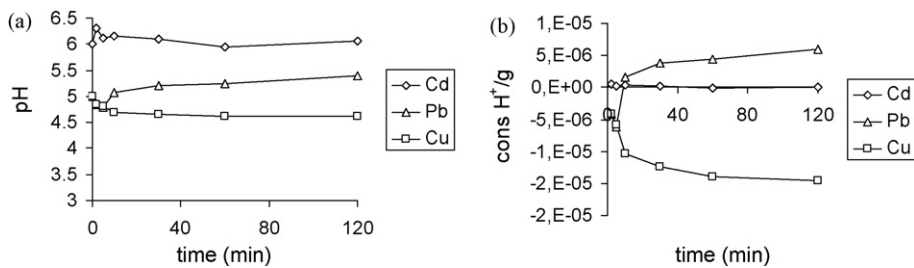 (a)
6.5
6
5.5
5
4.5
4
3.5
3
pH
0 40 80 120
time (min)
Cd
Pb
Cu
(b)
1,E-05
5,E-06
0,E+00
-5,E-06
-1,E-05
-2,E-05
-2,E-05
cons H⁺/g
0 40 80 120
time (min)
Cd
Pb
Cu